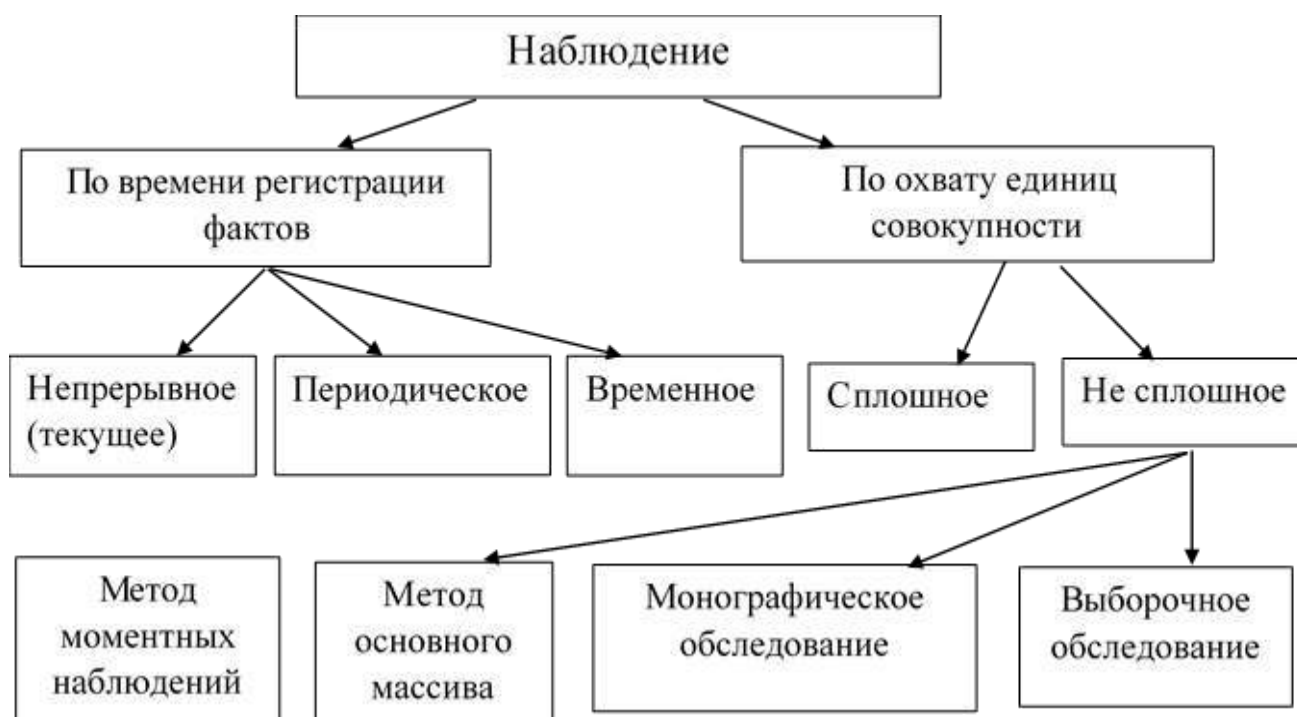 Наблюдение
По времени регистрации
фактов
По охвату единиц
совокупности
Непрерывное
(текущее)
Периодическое
Временное
Сплошное
Не сплошное
Метод
моментных
наблюдений
Метод
основного
массива
Монографическое
обследование
Выборочное
обследование